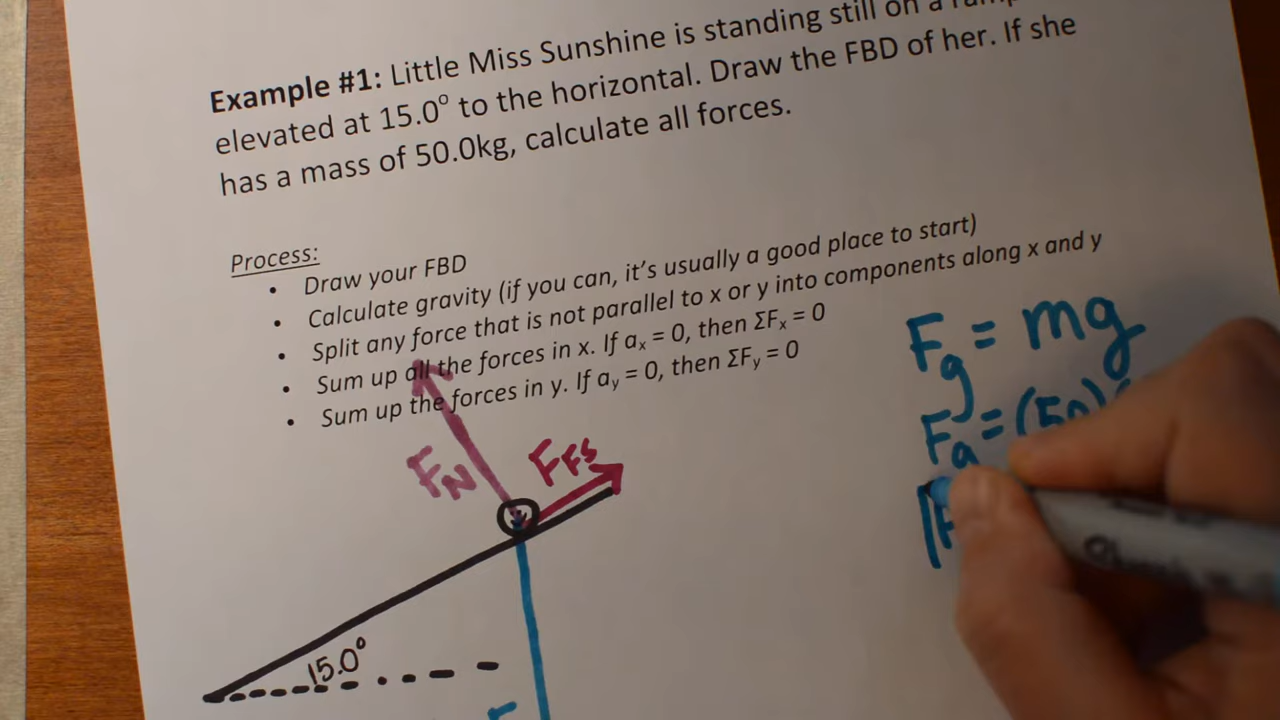 Example #1: Little Miss Sunshine is standing still on a
elevated at 15.0° to the horizontal. Draw the FBD of her. If she
has a mass of 50.0kg, calculate all forces.
Process:
• Draw your FBD
• Calculate gravity (if you can, it's usually a good place to start)
• Split any force that is not parallel to x or y into components along x and y
• Sum up all the forces in x. If aₓ = 0, then ΣFₓ = 0
• Sum up the forces in y. If a_y = 0, then ΣF_y = 0
F_g = mg
F_g = (50)(
F_N
F_FS
15.0°